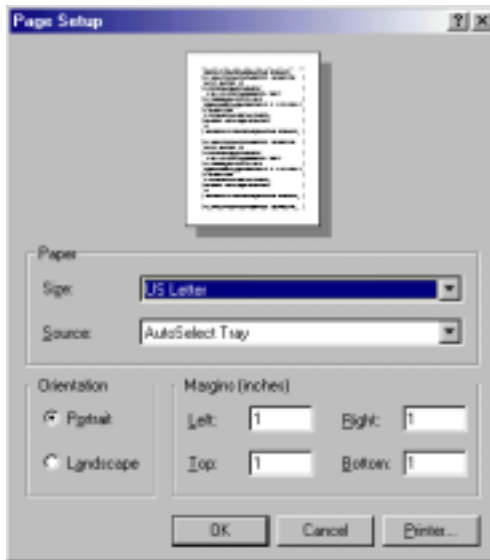 Page Setup
Paper
Size: US Letter
Source: AutoSelect Tray
Orientation
Portrait
Landscape
Margins (inches)
Left: 1 Right: 1
Top: 1 Bottom: 1
OK Cancel Printer...